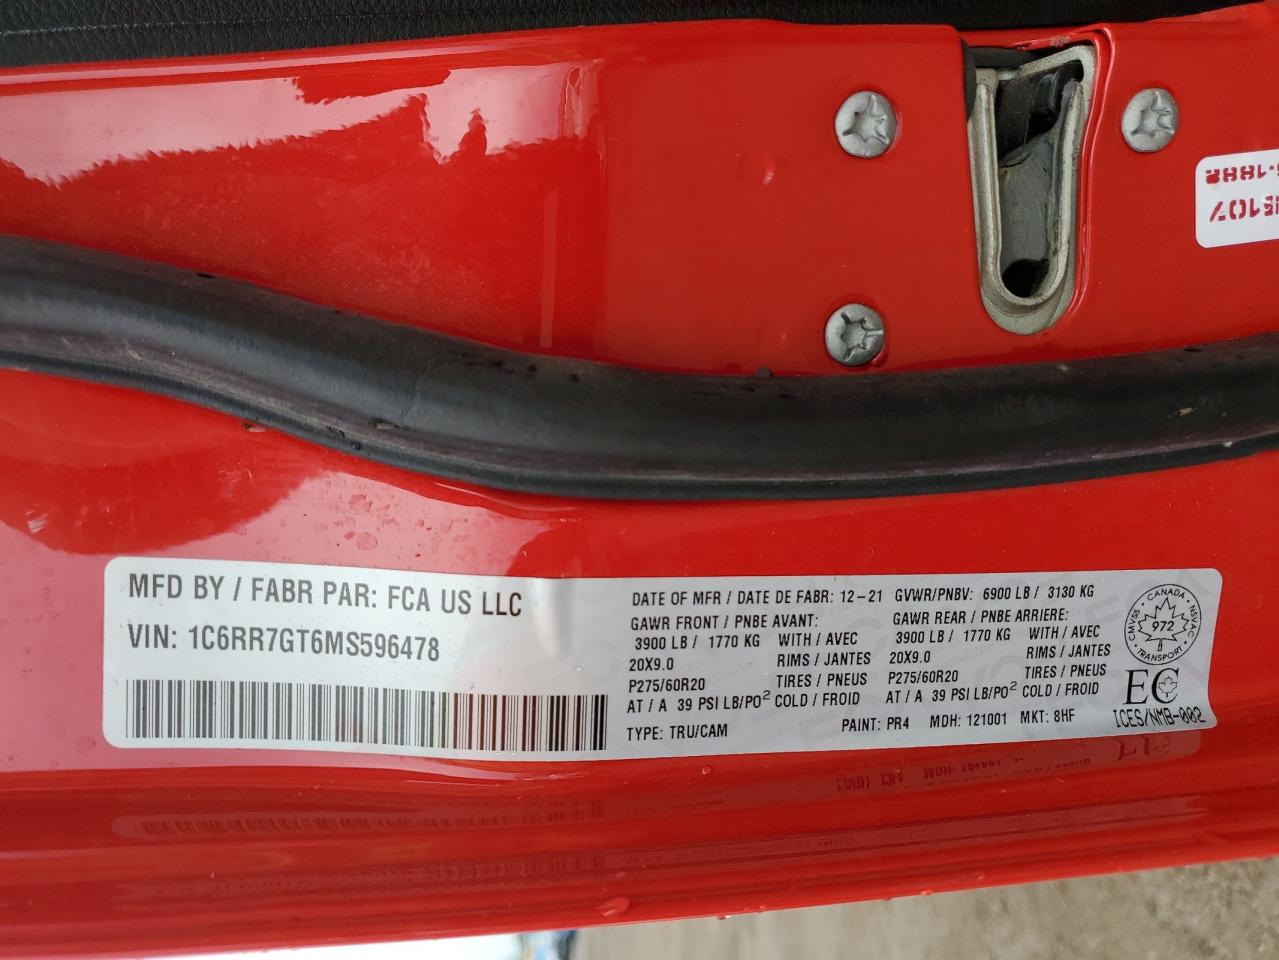 5.188R
15107
MFD BY / FABR PAR: FCA US LLC
VIN: 1C6RR7GT6MS596478
DATE OF MFR / DATE DE FABR: 12-21 GVWR/PNBV: 6900 LB / 3130 KG
GAWR FRONT / PNBE AVANT: GAWR REAR / PNBE ARRIERE:
3900 LB / 1770 KG WITH / AVEC 3900 LB / 1770 KG WITH / AVEC
20X9.0 RIMS / JANTES 20X9.0 RIMS / JANTES
P275/60R20 TIRES / PNEUS P275/60R20 TIRES / PNEUS
AT / A 39 PSI LB/PO² COLD / FROID AT / A 39 PSI LB/PO² COLD / FROID
TYPE: TRU/CAM PAINT: PR4 MDH: 121001 MKT: 8HF
CANADA
CMVSS 972 NSVAC
TRANSPORT
EC
ICES/NMB-002